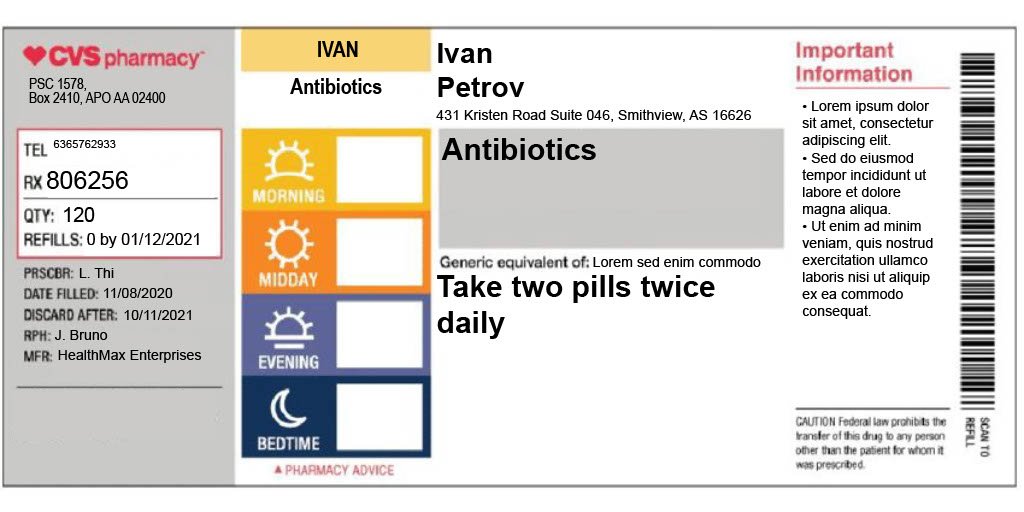 CVS pharmacy
PSC 1578,
Box 2410, APO AA 02400
TEL 6365762933
RX 806256
QTY: 120
REFILLS: 0 by 01/12/2021
PRSCBR: L. Thi
DATE FILLED: 11/08/2020
DISCARD AFTER: 10/11/2021
RPH: J. Bruno
MFR: HealthMax Enterprises
IVAN
Antibiotics
MORNING
MIDDAY
EVENING
BEDTIME
▲ PHARMACY ADVICE
Ivan
Petrov
431 Kristen Road Suite 046, Smithview, AS 16626
Antibiotics
Generic equivalent of: Lorem sed enim commodo
Take two pills twice
daily
Important
Information
• Lorem ipsum dolor
sit amet, consectetur
adipiscing elit.
• Sed do eiusmod
tempor incididunt ut
labore et dolore
magna aliqua.
• Ut enim ad minim
veniam, quis nostrud
exercitation ullamco
laboris nisi ut aliquip
ex ea commodo
consequat.
CAUTION Federal law prohibits the
transfer of this drug to any person
other than the patient for whom it
was prescribed.
SCAN TO
REFILL